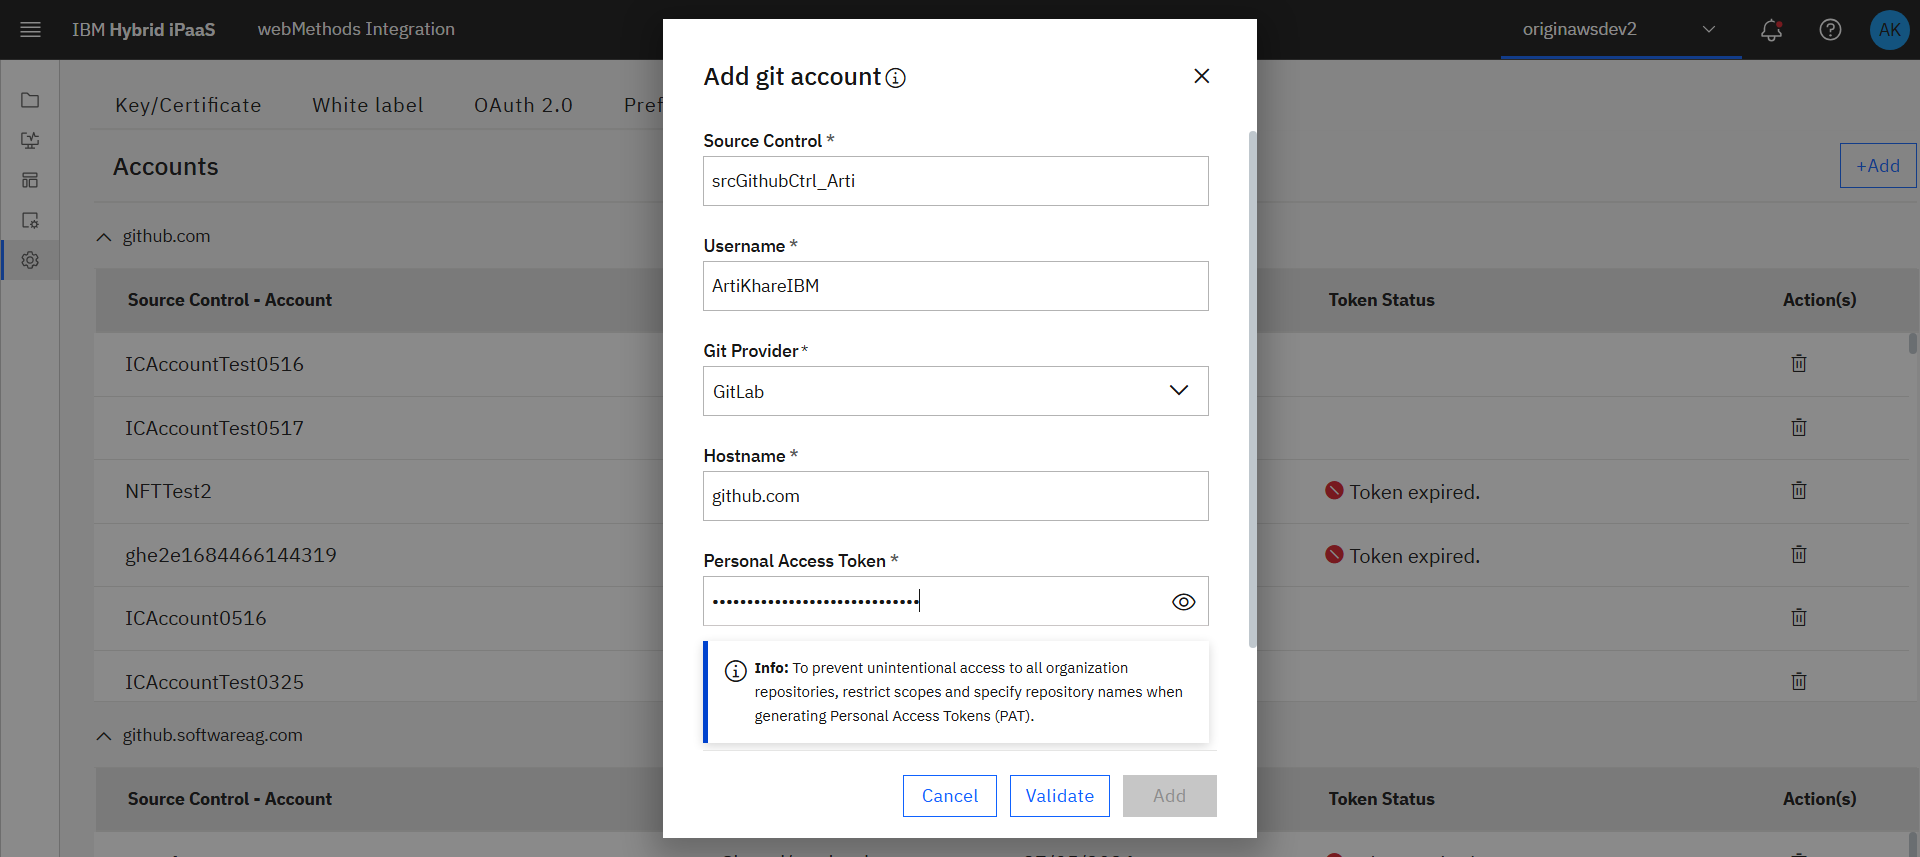 IBM Hybrid iPaaS
webMethods Integration
originawsdev2
AK
Key/Certificate
White label
OAuth 2.0
Pref
Accounts
+Add
github.com
Source Control - Account
Token Status
Action(s)
ICAccountTest0516
ICAccountTest0517
NFTTest2
Token expired.
ghe2e1684466144319
Token expired.
ICAccount0516
ICAccountTest0325
github.softwareag.com
Source Control - Account
Token Status
Action(s)
Add git account
Source Control *
srcGithubCtrl_Arti
Username *
ArtiKhareIBM
Git Provider*
GitLab
Hostname *
github.com
Personal Access Token *
Info: To prevent unintentional access to all organization
repositories, restrict scopes and specify repository names when
generating Personal Access Tokens (PAT).
Cancel
Validate
Add